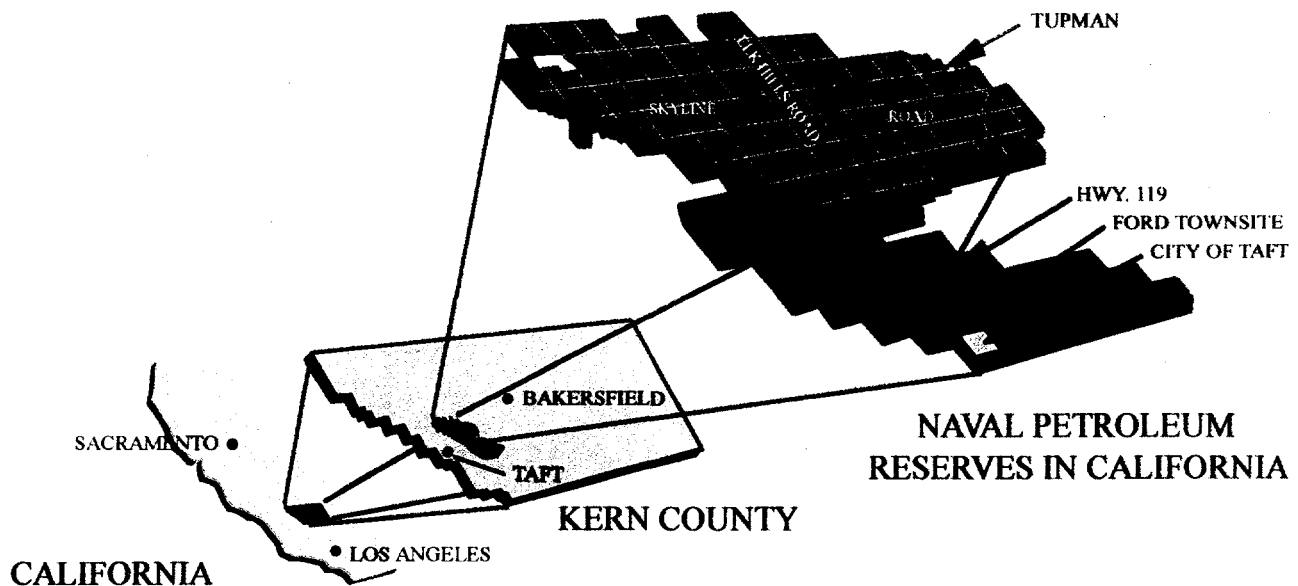 TUPMAN
ELK HILLS ROAD
SKYLINE
ROAD
HWY. 119
FORD TOWNSITE
CITY OF TAFT
BAKERSFIELD
SACRAMENTO
TAFT
NAVAL PETROLEUM
RESERVES IN CALIFORNIA
KERN COUNTY
LOS ANGELES
CALIFORNIA